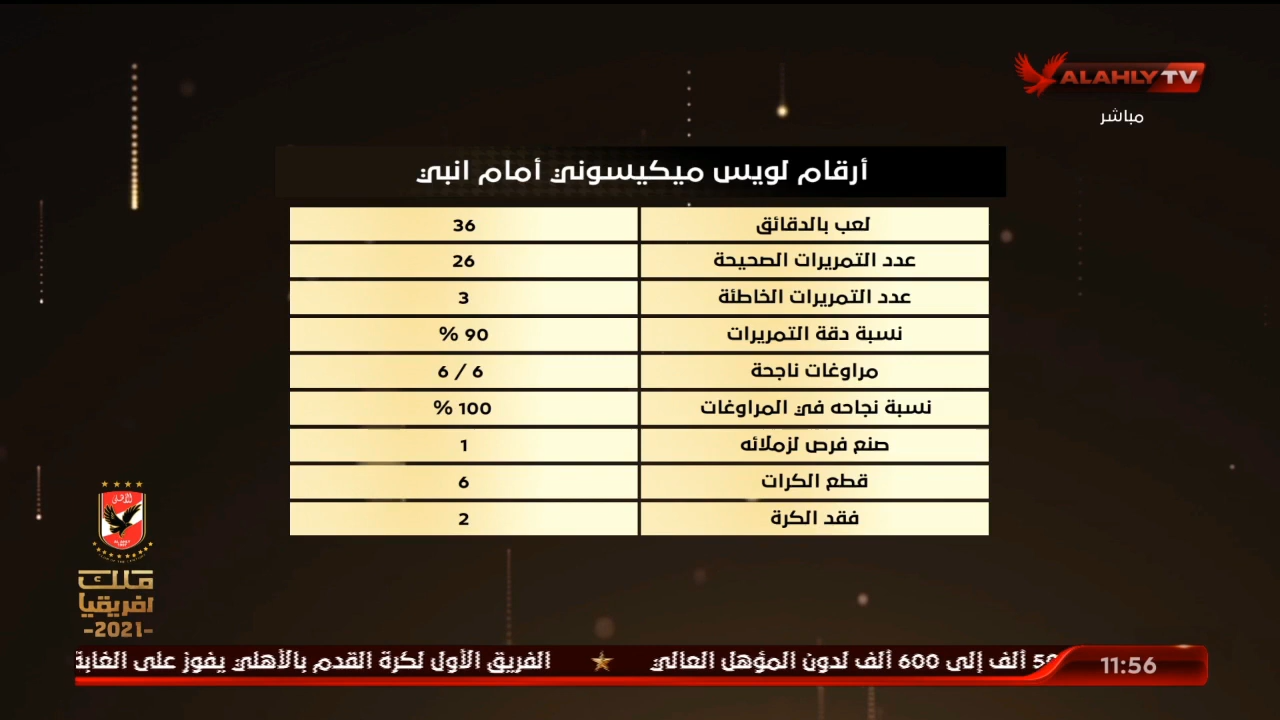 ALAHLY TV
مباشر
أرقام لويس ميكيسوني أمام انبي
لعب بالدقائق 36
عدد التمريرات الصحيحة 26
عدد التمريرات الخاطئة 3
نسبة دقة التمريرات 90 %
مراوغات ناجحة 6 / 6
نسبة نجاحه في المراوغات 100 %
صنع فرص لزملائه 1
قطع الكرات 6
فقد الكرة 2
ملك
افريقيا
-2021-
ألف إلى 600 ألف لدون المؤهل العالي ★ الفريق الأول لكرة القدم بالأهلي يفوز على الغابة
11:56